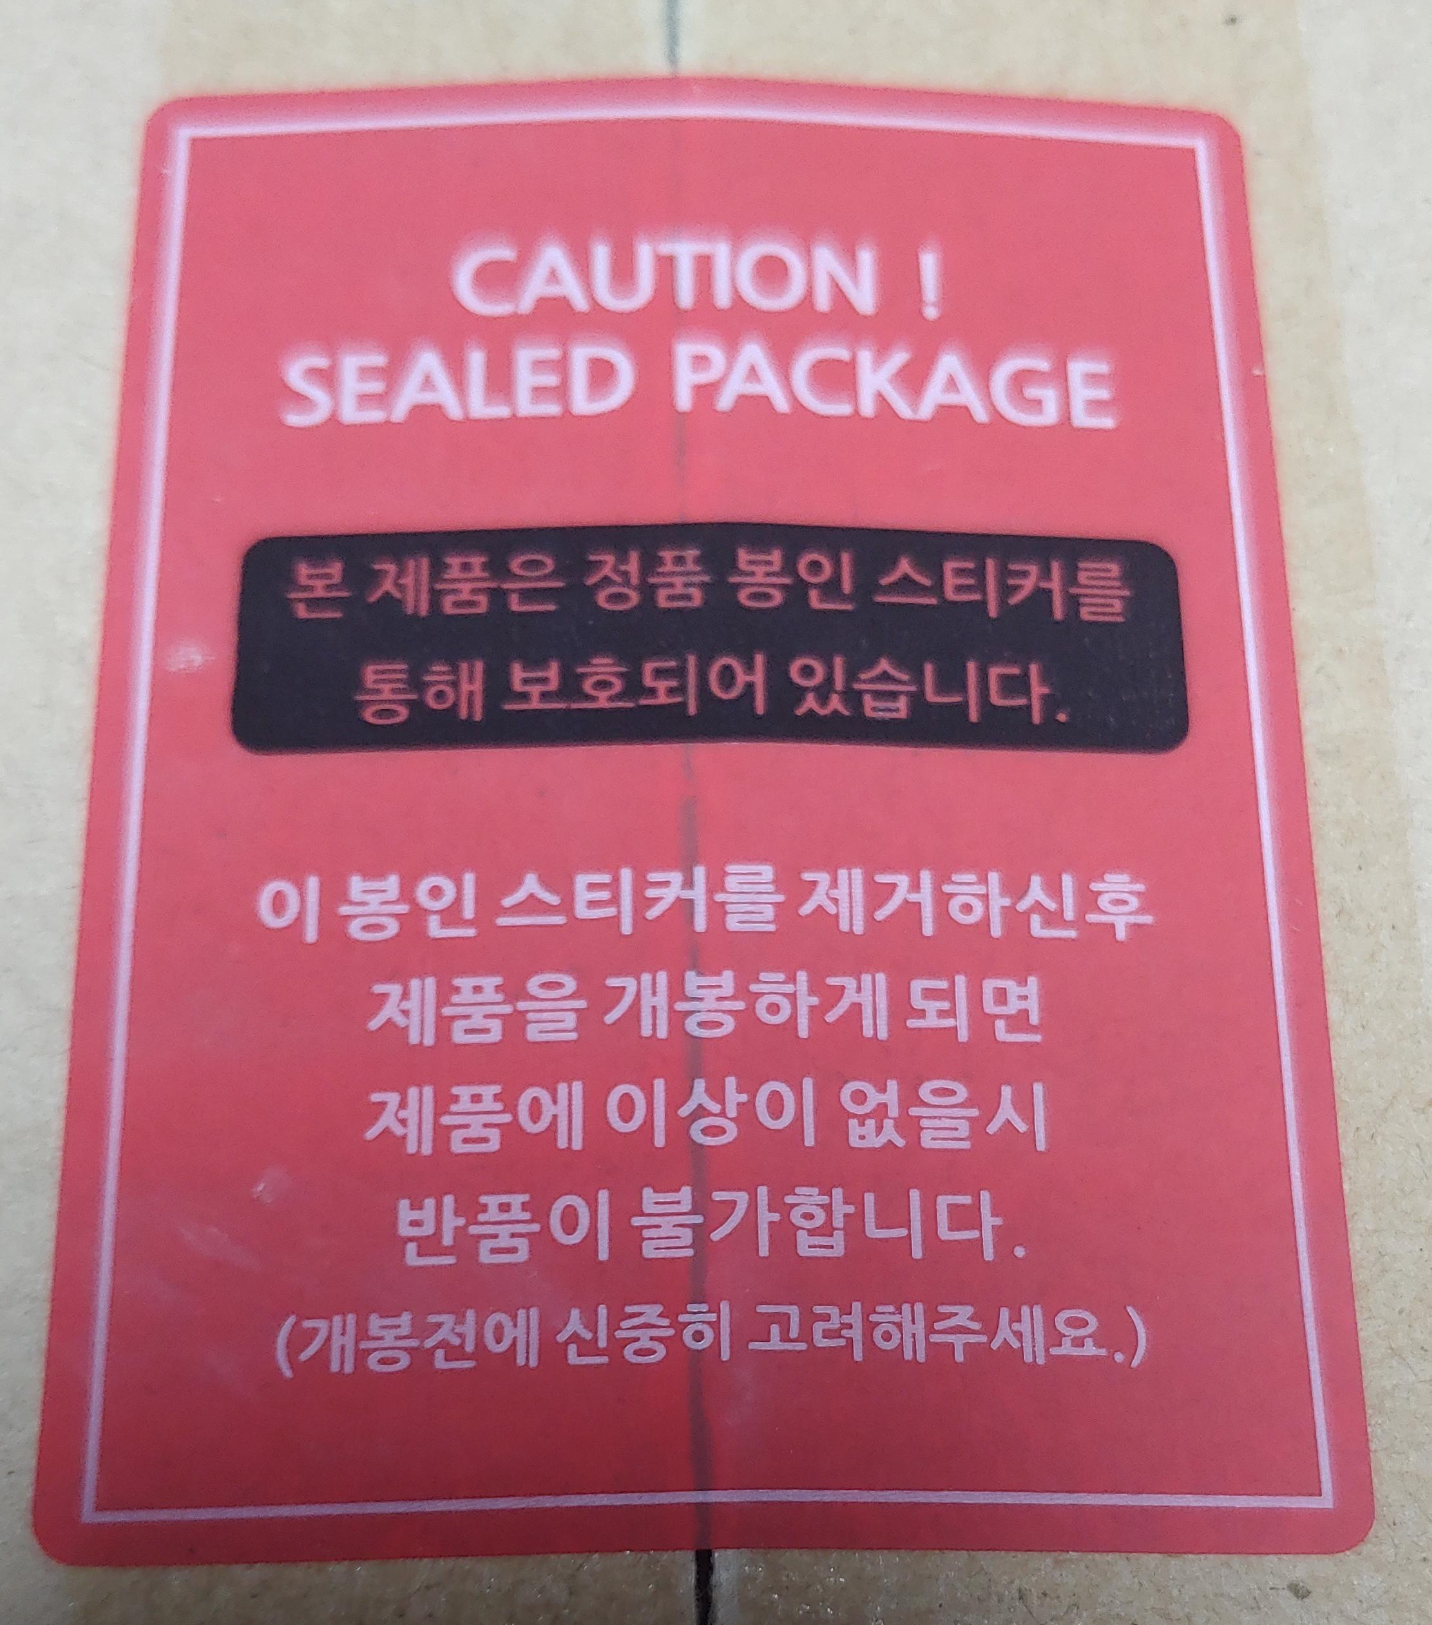 CAUTION !
SEALED PACKAGE
본 제품은 정품 봉인 스티커를
통해 보호되어 있습니다.
이 봉인 스티커를 제거하신후
제품을 개봉하게 되면
제품에 이상이 없을시
반품이 불가합니다.
(개봉전에 신중히 고려해주세요.)